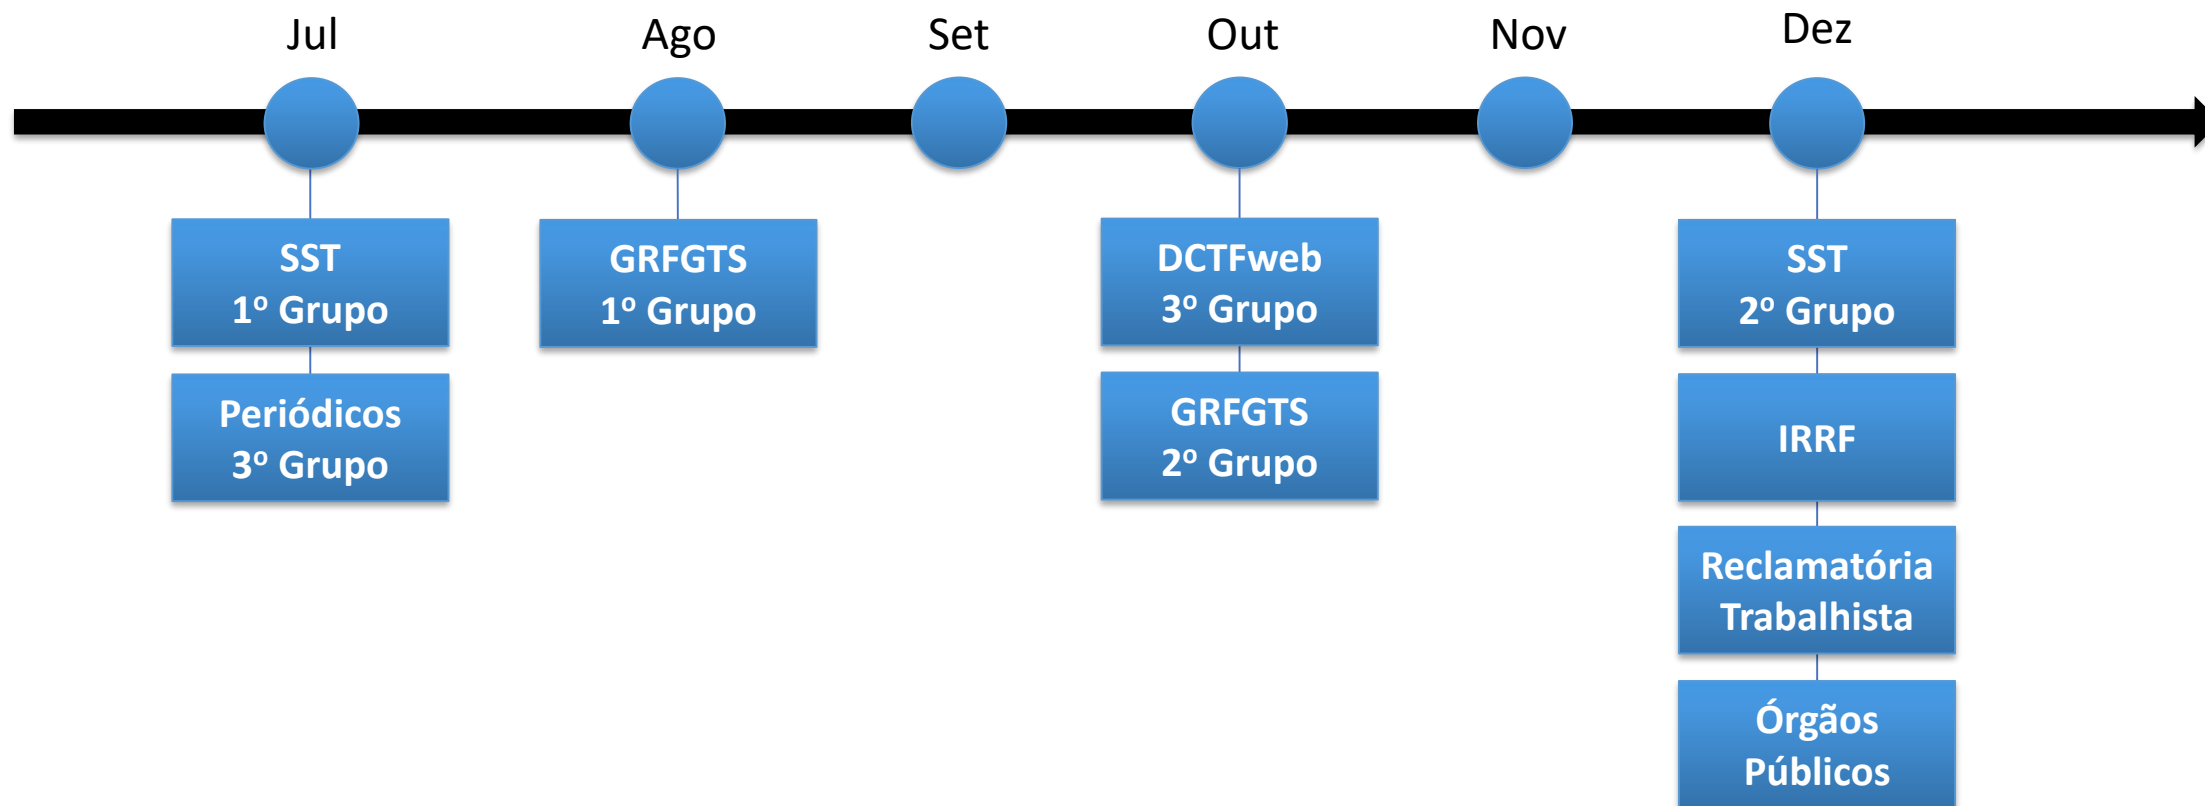 Jul
Ago
Set
Out
Nov
Dez
SST
1º Grupo
Periódicos
3º Grupo
GRFGTS
1º Grupo
DCTFweb
3º Grupo
GRFGTS
2º Grupo
SST
2º Grupo
IRRF
Reclamatória
Trabalhista
Órgãos
Públicos